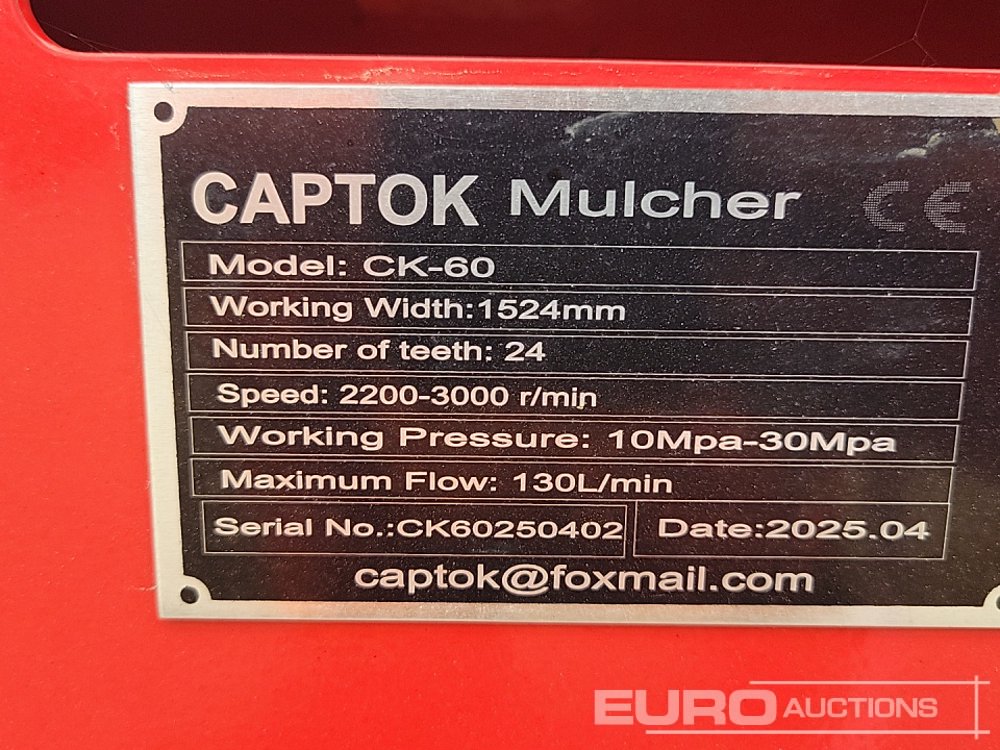 CAPTOK Mulcher CE
Model: CK-60
Working Width:1524mm
Number of teeth: 24
Speed: 2200-3000 r/min
Working Pressure: 10Mpa-30Mpa
Maximum Flow: 130L/min
Serial No.:CK60250402 Date:2025.04
captok@foxmail.com
EURO AUCTIONS